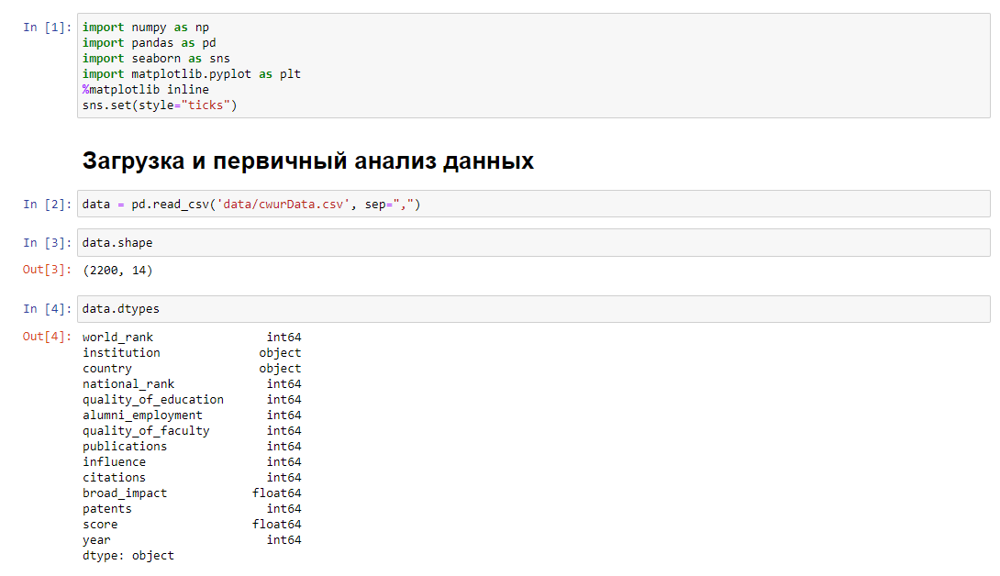 In [1]: import numpy as np
import pandas as pd
import seaborn as sns
import matplotlib.pyplot as plt
%matplotlib inline
sns.set(style="ticks")
Загрузка и первичный анализ данных
In [2]: data = pd.read_csv('data/cwurData.csv', sep=",")
In [3]: data.shape
Out[3]: (2200, 14)
In [4]: data.dtypes
Out[4]: world_rank int64
institution object
country object
national_rank int64
quality_of_education int64
alumni_employment int64
quality_of_faculty int64
publications int64
influence int64
citations int64
broad_impact float64
patents int64
score float64
year int64
dtype: object